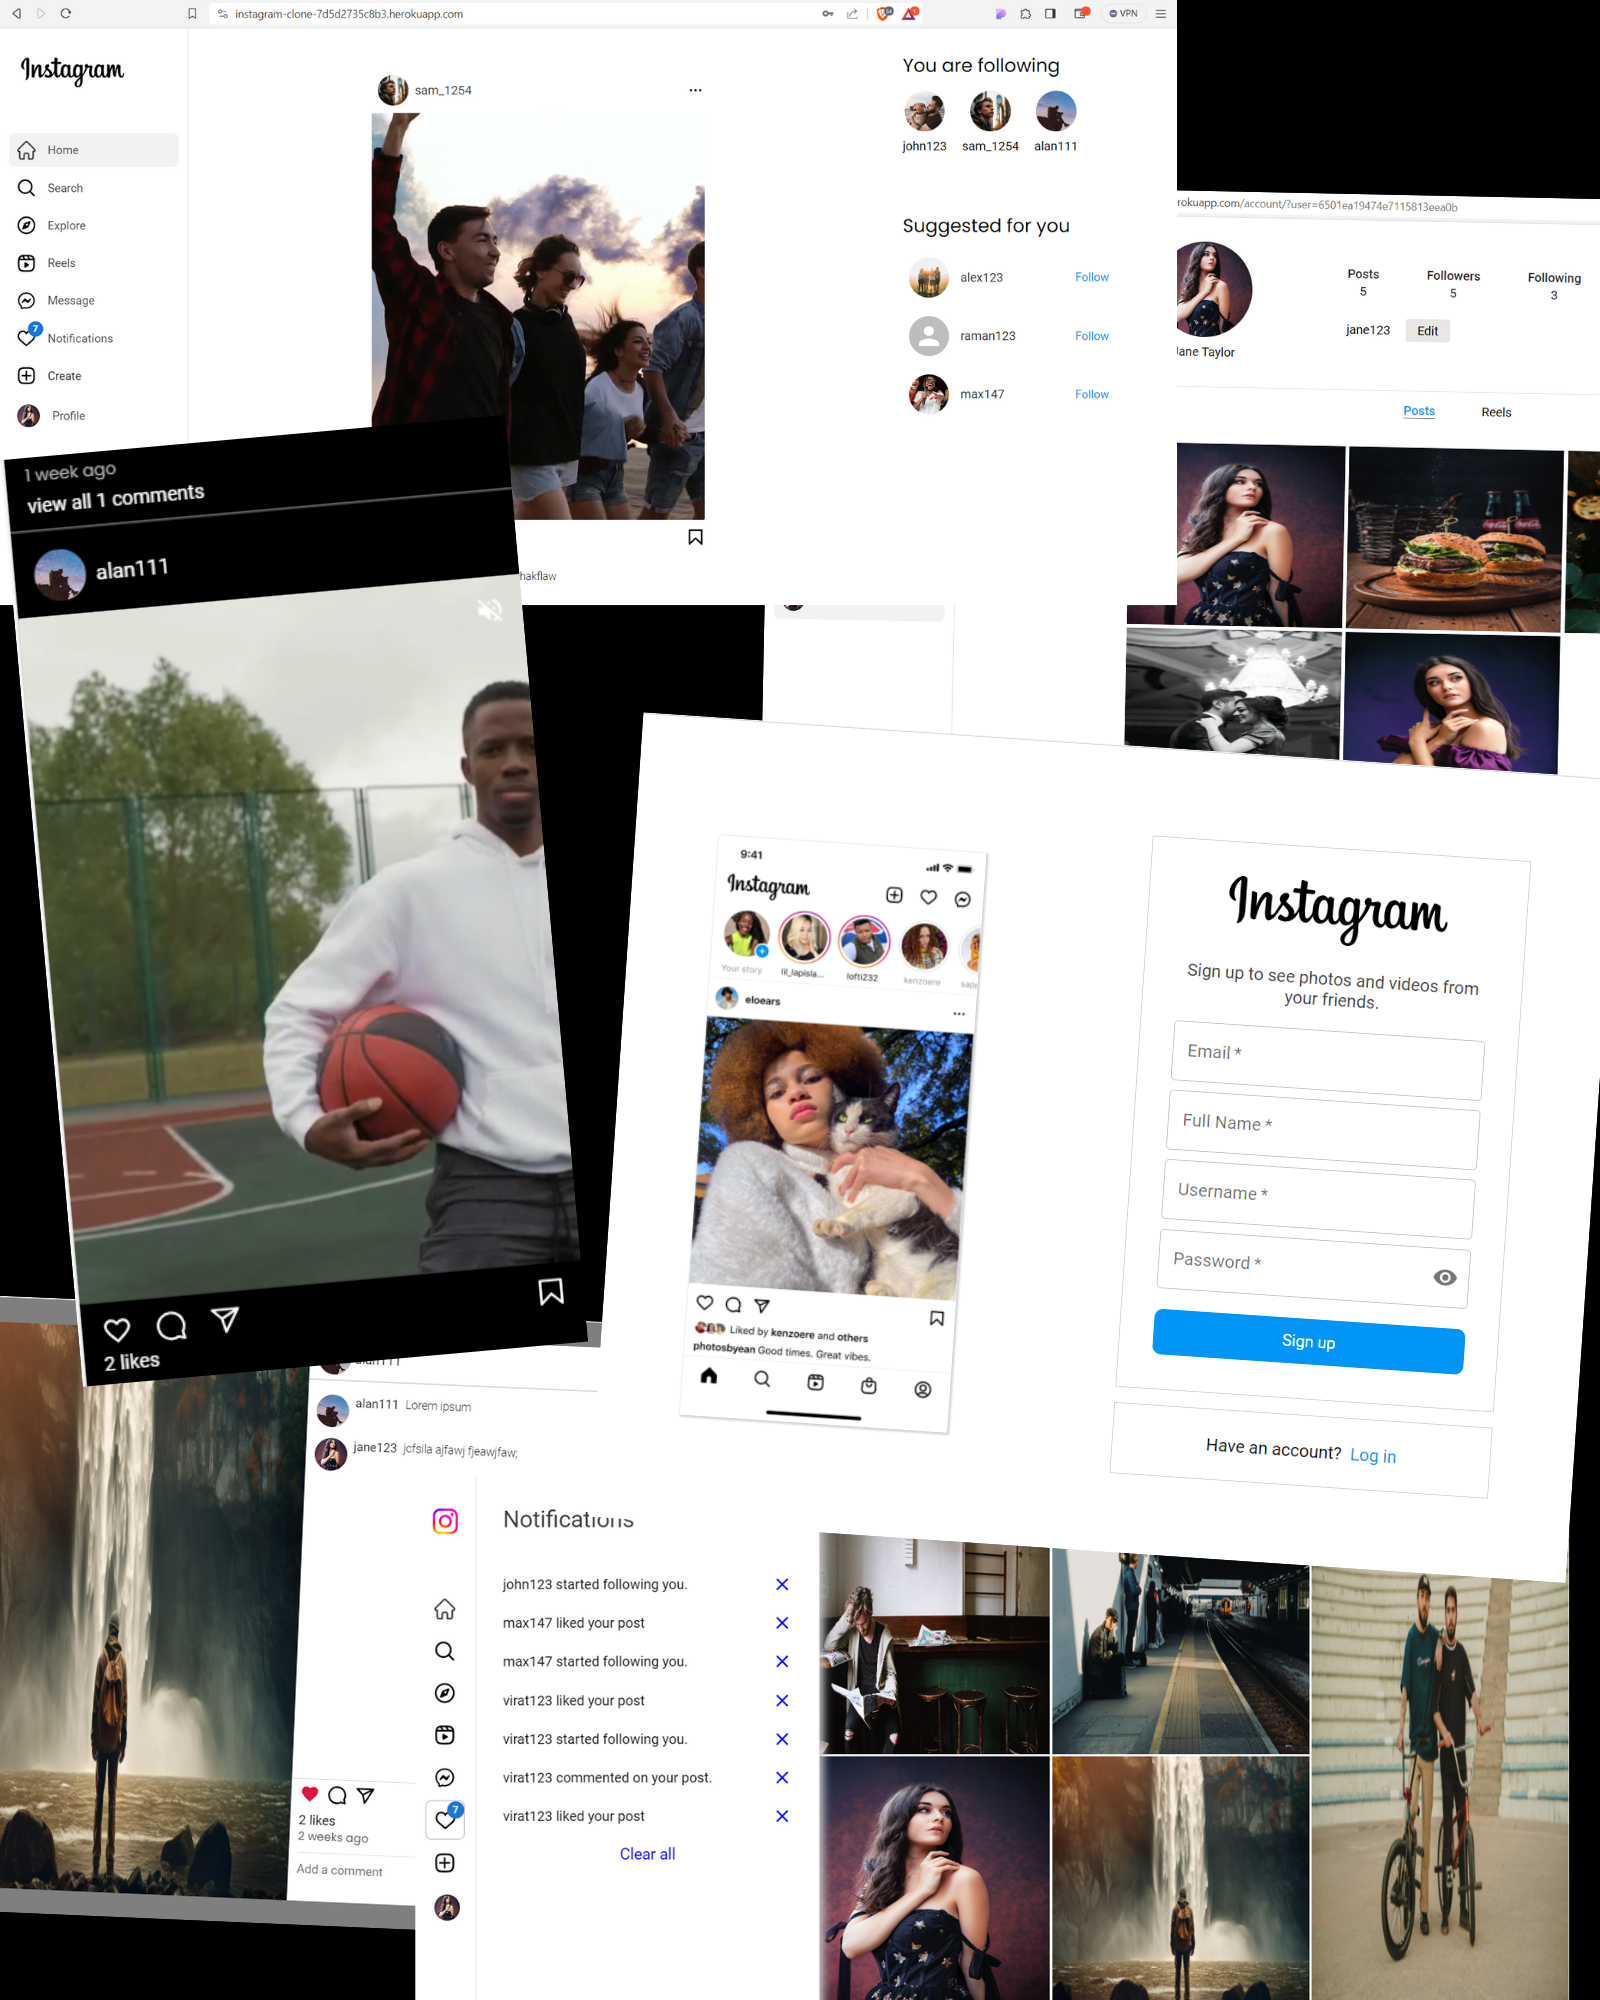 instagram-clone-7d5d2735c8b3.herokuapp.com
VPN
Instagram
Home
Search
Explore
Reels
Message
7
Notifications
Create
Profile
sam_1254
You are following
john123 sam_1254 alan111
Suggested for you
alex123 Follow
raman123 Follow
max147 Follow
hakflaw
rokuapp.com/account/?user=6501ea19474e7115813eea0b
Posts Followers Following
5 5 3
jane123 Edit
Jane Taylor
Posts Reels
1 week ago
view all 1 comments
alan111
2 likes
9:41
Instagram
Your story lil_lapisla... lofti232 kenzoere sap
eloears
Liked by kenzoere and others
photosbyean Good times. Great vibes.
Instagram
Sign up to see photos and videos from
your friends.
Email *
Full Name *
Username *
Password *
Sign up
Have an account? Log in
alan111
alan111 Lorem ipsum
jane123 jcfsila ajfawj fjeawjfaw;
2 likes
2 weeks ago
Add a comment
7
Notifications
john123 started following you.
max147 liked your post
max147 started following you.
virat123 liked your post
virat123 started following you.
virat123 commented on your post.
virat123 liked your post
Clear all